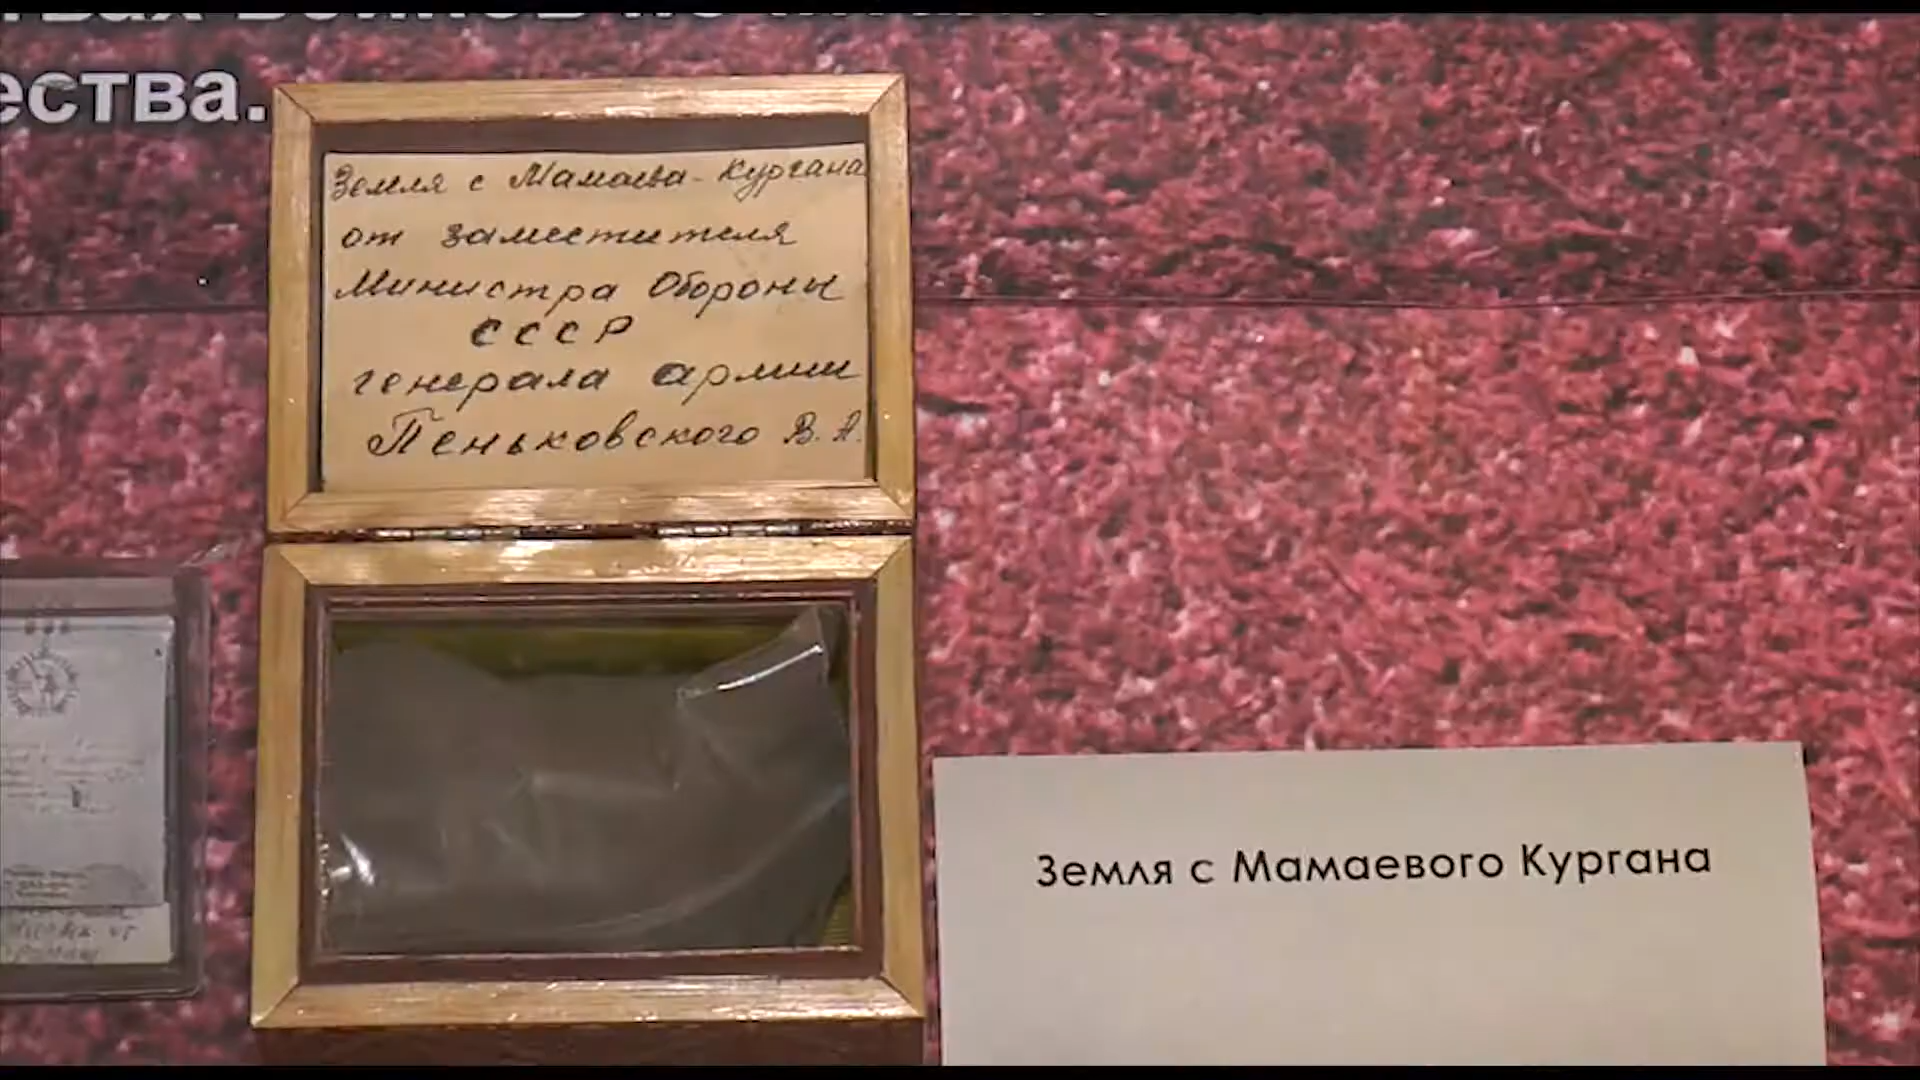 ества.
Земля с Мамаева-Кургана
от заместителя
Министра Обороны
СССР
генерала армии
Пеньковского В.А.
Земля с Мамаевого Кургана